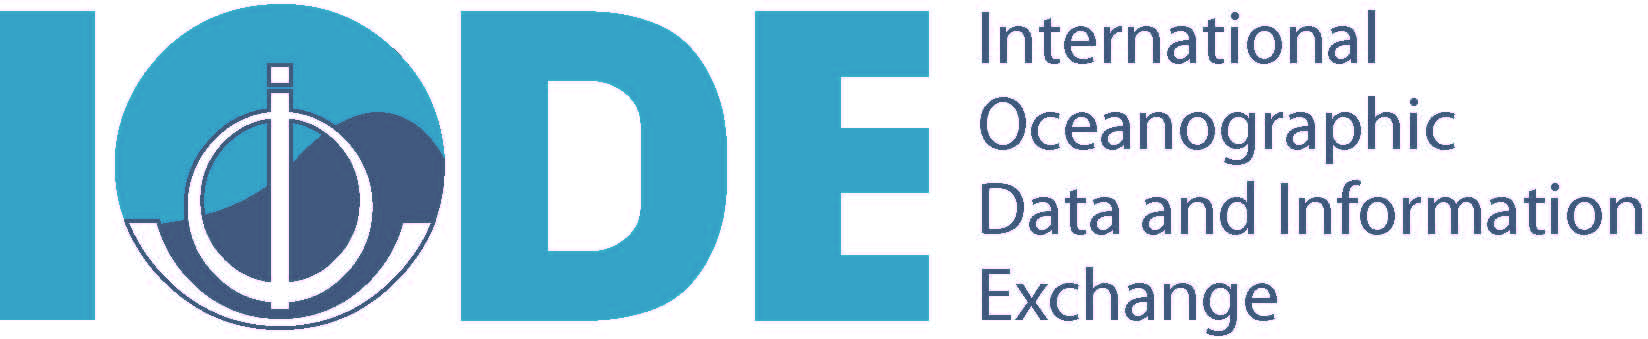 IODE
International
Oceanographic
Data and Information
Exchange